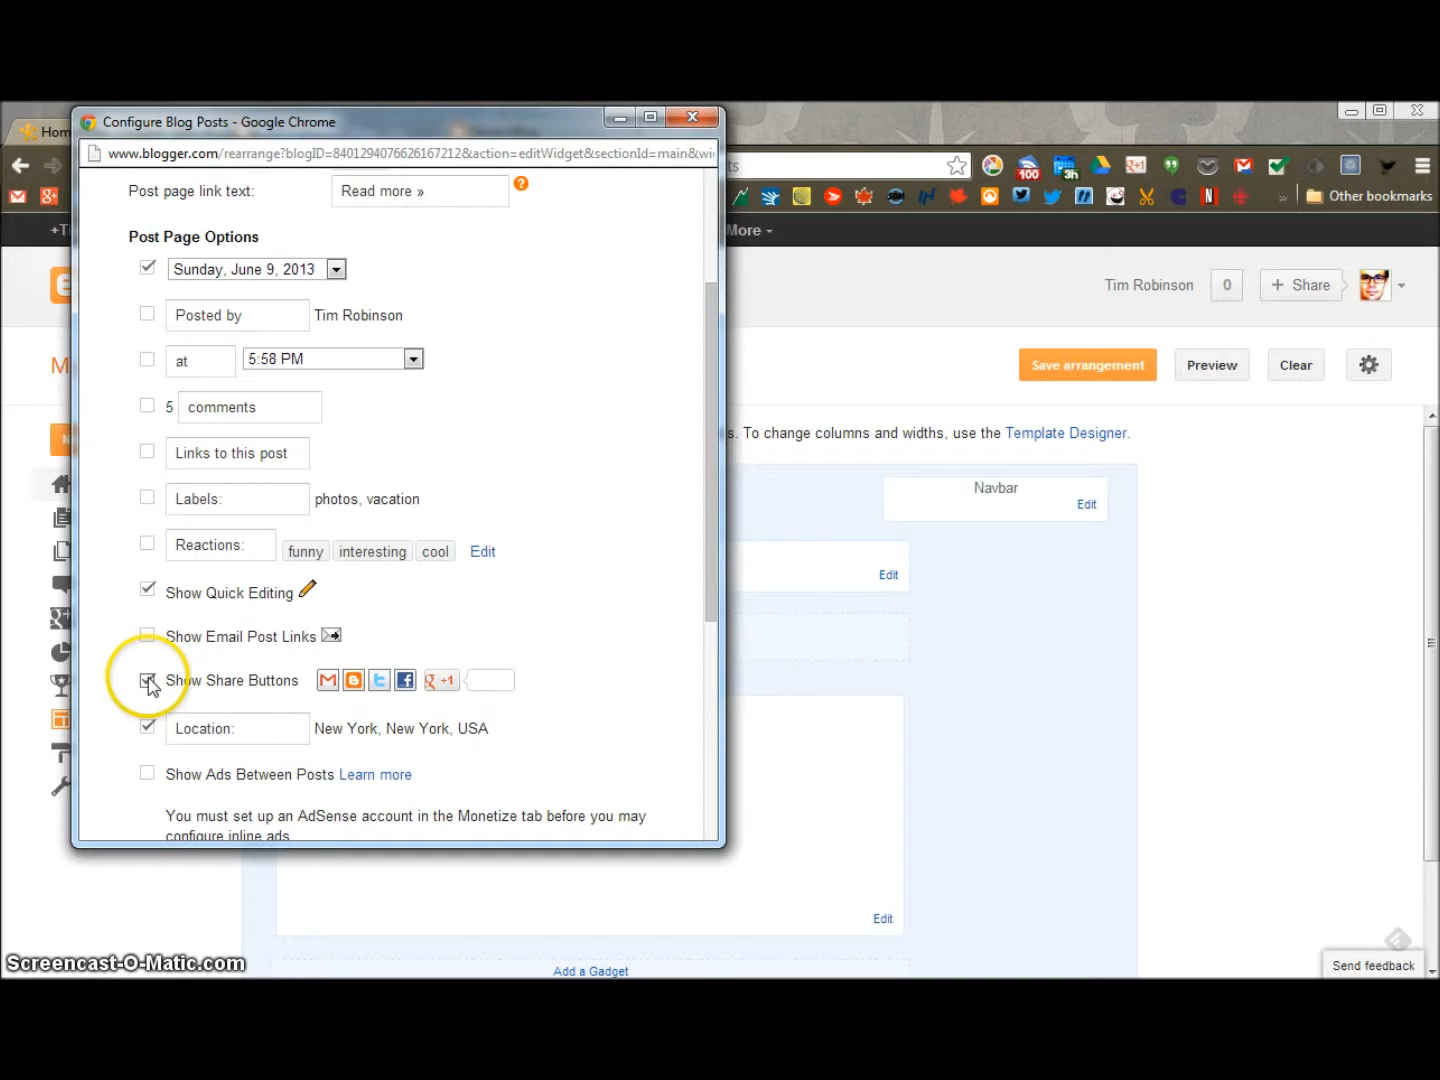 Configure Blog Posts - Google Chrome
Hom
www.blogger.com/rearrange?blogID=8401294076626167212&action=editWidget&sectionId=main&wi
ts
100
3h
Post page link text:
Read more »
Other bookmarks
More
Post Page Options
Sunday, June 9, 2013
Tim Robinson
0
+ Share
Posted by
Tim Robinson
at
5:58 PM
Save arrangement
Preview
Clear
5
comments
s. To change columns and widths, use the Template Designer.
Links to this post
Navbar
Edit
Labels:
photos, vacation
Reactions:
funny
interesting
cool
Edit
Edit
Show Quick Editing
Show Email Post Links
Show Share Buttons
g +1
Location:
New York, New York, USA
Show Ads Between Posts Learn more
You must set up an AdSense account in the Monetize tab before you may
configure inline ads
Edit
Screencast-O-Matic.com
Add a Gadget
Send feedback